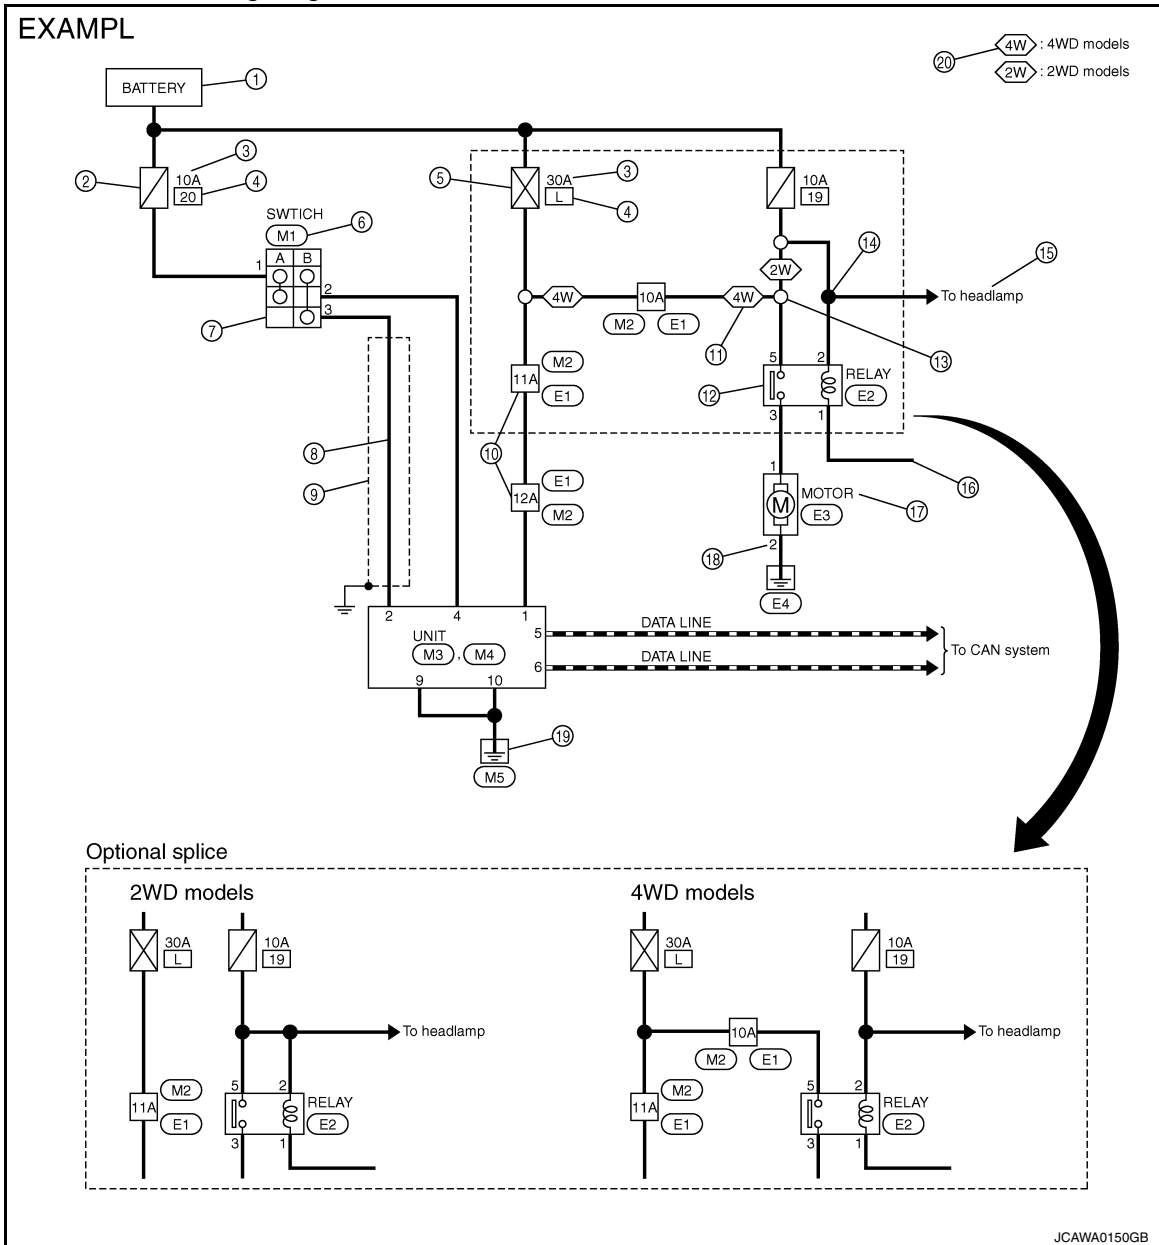 EXAMPL
20 4W : 4WD models
2W : 2WD models
BATTERY 1
2 10A 3
20 4
5 30A 3
L 4
10A
19
SWTICH
M1 6
A B
1
2
3
7
14
15
To headlamp
2W
4W 10A 4W
M2 E1
11
13
11A M2
E1
12
5 2
RELAY
E2
3 1
8
9
10
12A E1
M2
16
1
MOTOR
M
E3
17
18
2
E4
2 4 1
UNIT
M3 , M4
5
6
9 10
DATA LINE
DATA LINE
To CAN system
19
M5
Optional splice
2WD models
30A
L
10A
19
To headlamp
11A M2
E1
5 2
RELAY
E2
3 1
4WD models
30A
L
10A
19
10A
M2 E1
To headlamp
11A M2
E1
5 2
RELAY
E2
3 1
JCAWA0150GB